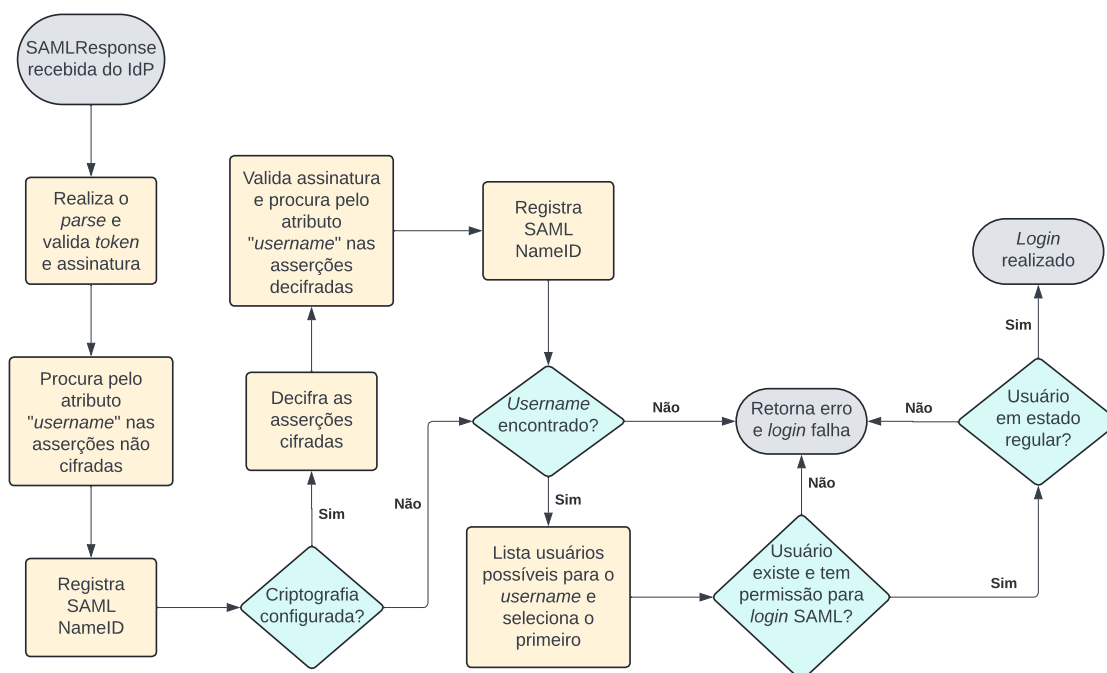 SAMLResponse
recebida do IdP
Realiza o
parse e
valida token
e assinatura
Procura pelo
atributo
"username" nas
asserções não
cifradas
Registra
SAML
NameID
Criptografia
configurada?
Sim
Não
Decifra as
asserções
cifradas
Valida assinatura
e procura pelo
atributo
"username" nas
asserções
decifradas
Registra
SAML
NameID
Username
encontrado?
Não
Sim
Lista usuários
possíveis para o
username e
seleciona o
primeiro
Usuário
existe e tem
permissão para
login SAML?
Não
Sim
Retorna erro
e login falha
Usuário
em estado
regular?
Não
Sim
Login
realizado